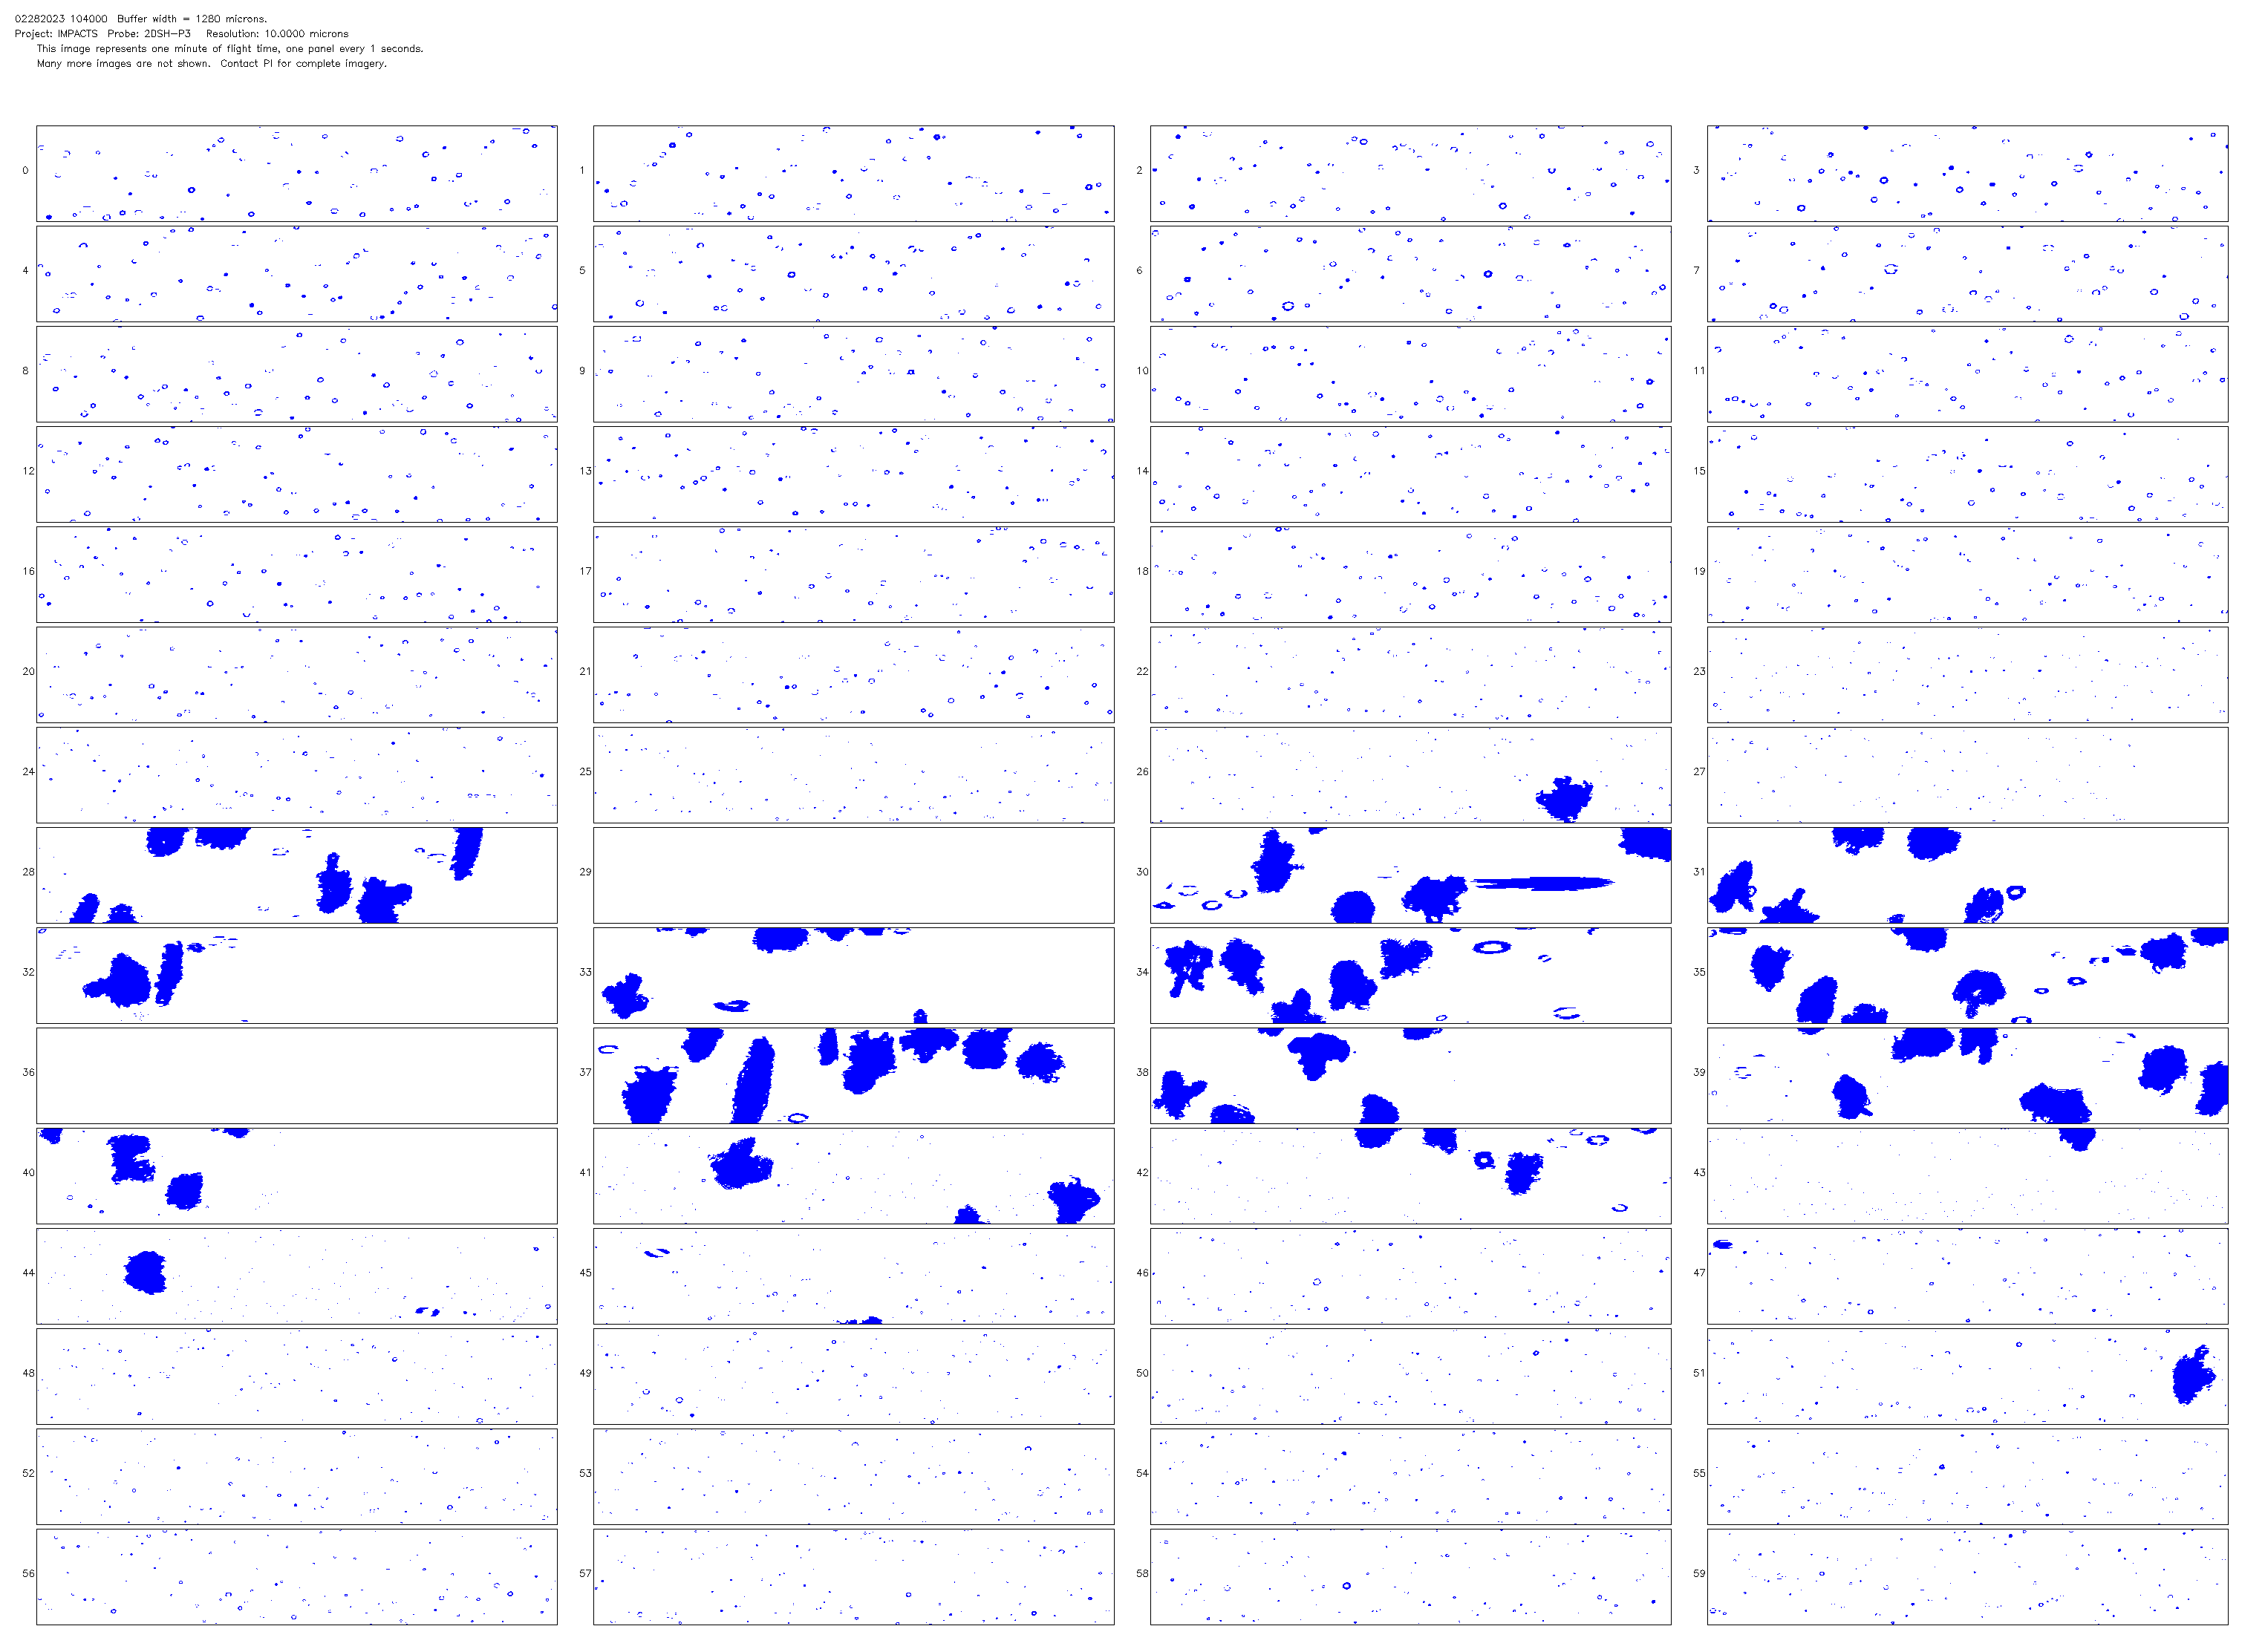 02282023 104000 Buffer width = 1280 microns.
Project: IMPACTS Probe: 2DSH-P3 Resolution: 10.0000 microns
This image represents one minute of flight time, one panel every 1 seconds.
Many more images are not shown. Contact PI for complete imagery.
0 1 2 3
4 5 6 7
8 9 10 11
12 13 14 15
16 17 18 19
20 21 22 23
24 25 26 27
28 29 30 31
32 33 34 35
36 37 38 39
40 41 42 43
44 45 46 47
48 49 50 51
52 53 54 55
56 57 58 59